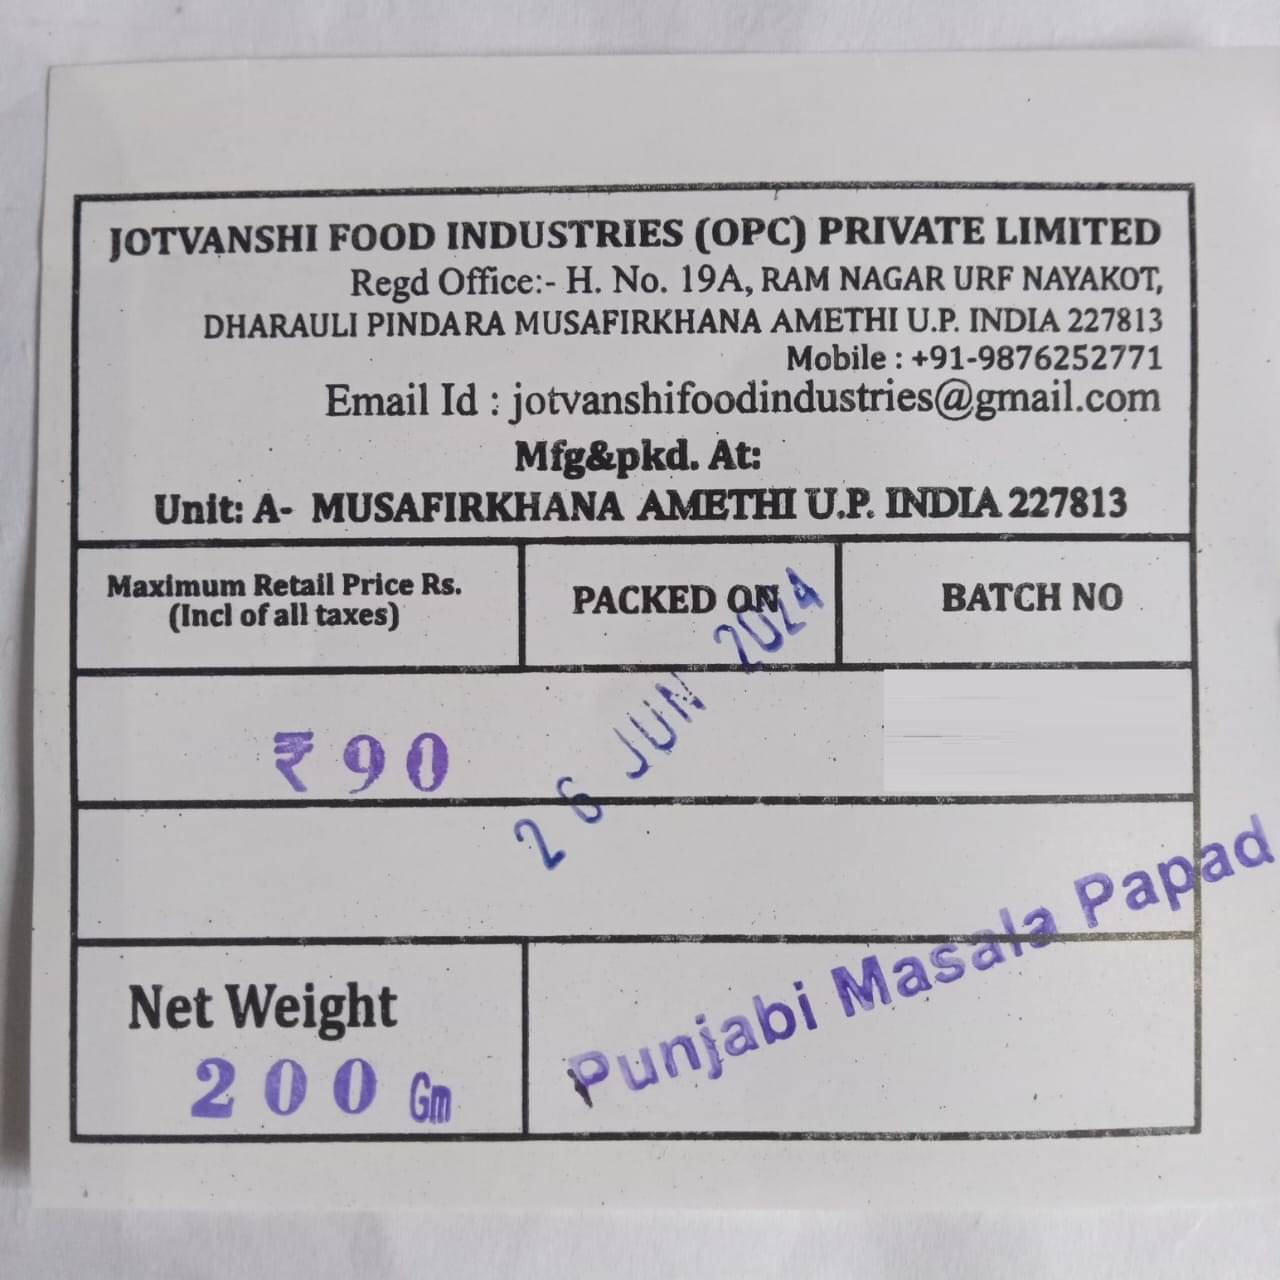 JOTVANSHI FOOD INDUSTRIES (OPC) PRIVATE LIMITED
Regd Office:- H. No. 19A, RAM NAGAR URF NAYAKOT,
DHARAULI PINDARA MUSAFIRKHANA AMETHI U.P. INDIA 227813
Mobile : +91-9876252771
Email Id : jotvanshifoodindustries@gmail.com
Mfg&pkd. At:
Unit: A- MUSAFIRKHANA AMETHI U.P. INDIA 227813
Maximum Retail Price Rs.
(Incl of all taxes)
PACKED ON
BATCH NO
₹ 90
26 JUN 2024
Net Weight
200 Gm
Punjabi Masala Papad